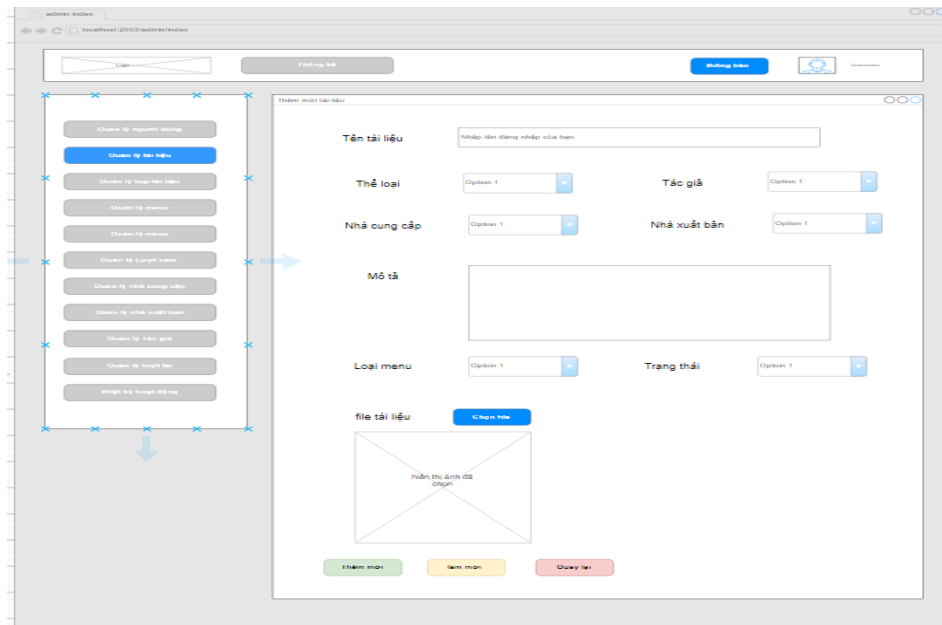 admin index
localhost:2003/admin/index
Logo
Thống kê
thông báo
Username
Quản lý người dùng
Quản lý tài liệu
Quản lý loại tài liệu
Quản lý menu
Quản lý menu
Quản lý Lượt xem
Quản lý nhà cung cấp
Quản lý nhà xuất bản
Quản lý Tác giả
Quản lý lượt tải
Nhật ký hoạt động
Thêm mới tài liệu
Tên tài liệu
Nhập tên đăng nhập của bạn
Thể loại
Option 1
Tác giả
Option 1
Nhà cung cấp
Option 1
Nhà xuất bản
Option 1
Mô tả
Loại menu
Option 1
Trạng thái
Option 1
file tài liệu
Chọn file
hiển thị ảnh đã
chọn
Thêm mới
làm mới
Quay lại